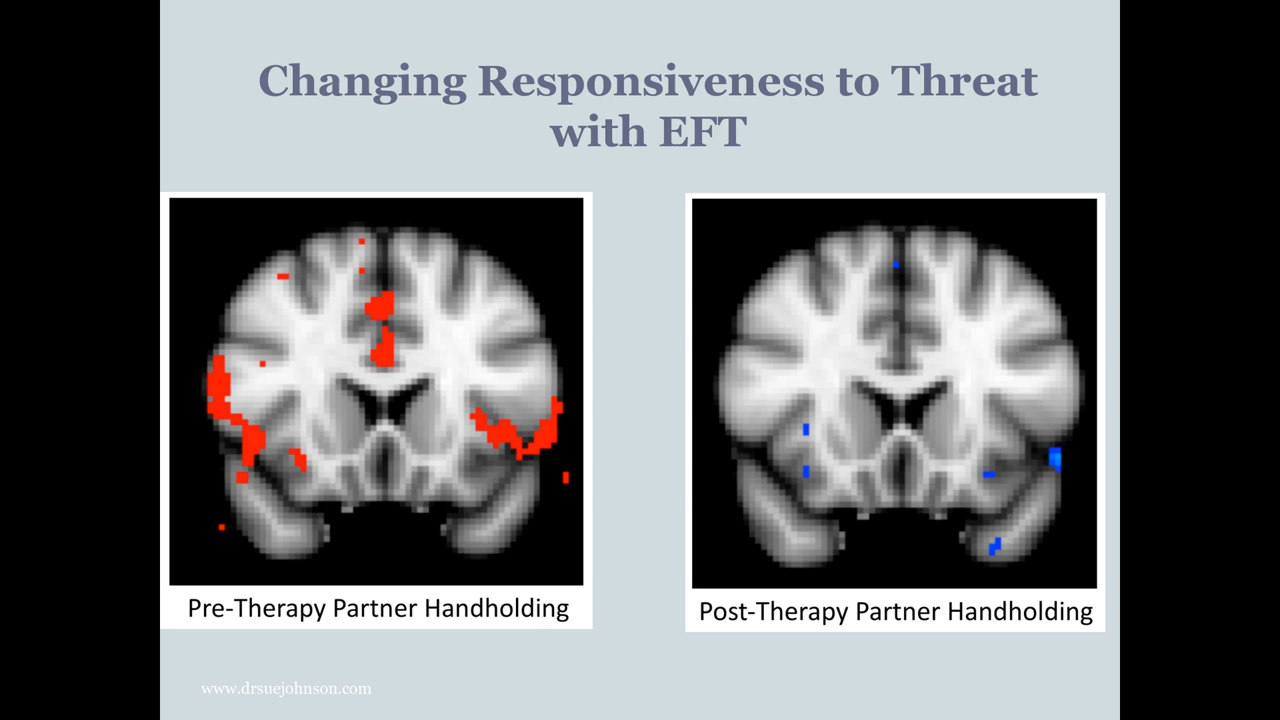 Changing Responsiveness to Threat
with EFT
Pre-Therapy Partner Handholding
Post-Therapy Partner Handholding
www.drsuejohnson.com